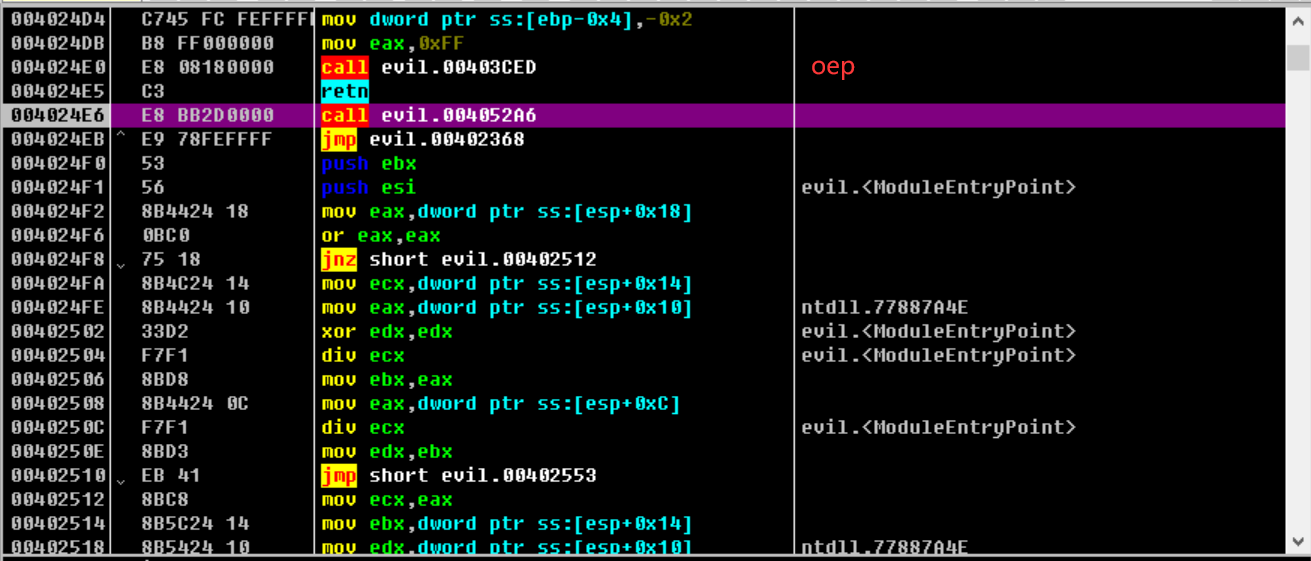 004024D4 C745 FC FEFFFFI mov dword ptr ss:[ebp-0x4],-0x2
004024DB B8 FF000000 mov eax,0xFF
004024E0 E8 08180000 call evil.00403CED oep
004024E5 C3 retn
004024E6 E8 BB2D0000 call evil.004052A6
004024EB ^ E9 78FEFFFF jmp evil.00402368
004024F0 53 push ebx
004024F1 56 push esi evil.<ModuleEntryPoint>
004024F2 8B4424 18 mov eax,dword ptr ss:[esp+0x18]
004024F6 0BC0 or eax,eax
004024F8 75 18 jnz short evil.00402512
004024FA 8B4C24 14 mov ecx,dword ptr ss:[esp+0x14]
004024FE 8B4424 10 mov eax,dword ptr ss:[esp+0x10] ntdll.77887A4E
00402502 33D2 xor edx,edx evil.<ModuleEntryPoint>
00402504 F7F1 div ecx evil.<ModuleEntryPoint>
00402506 8BD8 mov ebx,eax
00402508 8B4424 0C mov eax,dword ptr ss:[esp+0xC]
0040250C F7F1 div ecx evil.<ModuleEntryPoint>
0040250E 8BD3 mov edx,ebx
00402510 EB 41 jmp short evil.00402553
00402512 8BC8 mov ecx,eax
00402514 8B5C24 14 mov ebx,dword ptr ss:[esp+0x14]
00402518 8B5424 10 mov edx,dword ptr ss:[esp+0x10] ntdll.77887A4E